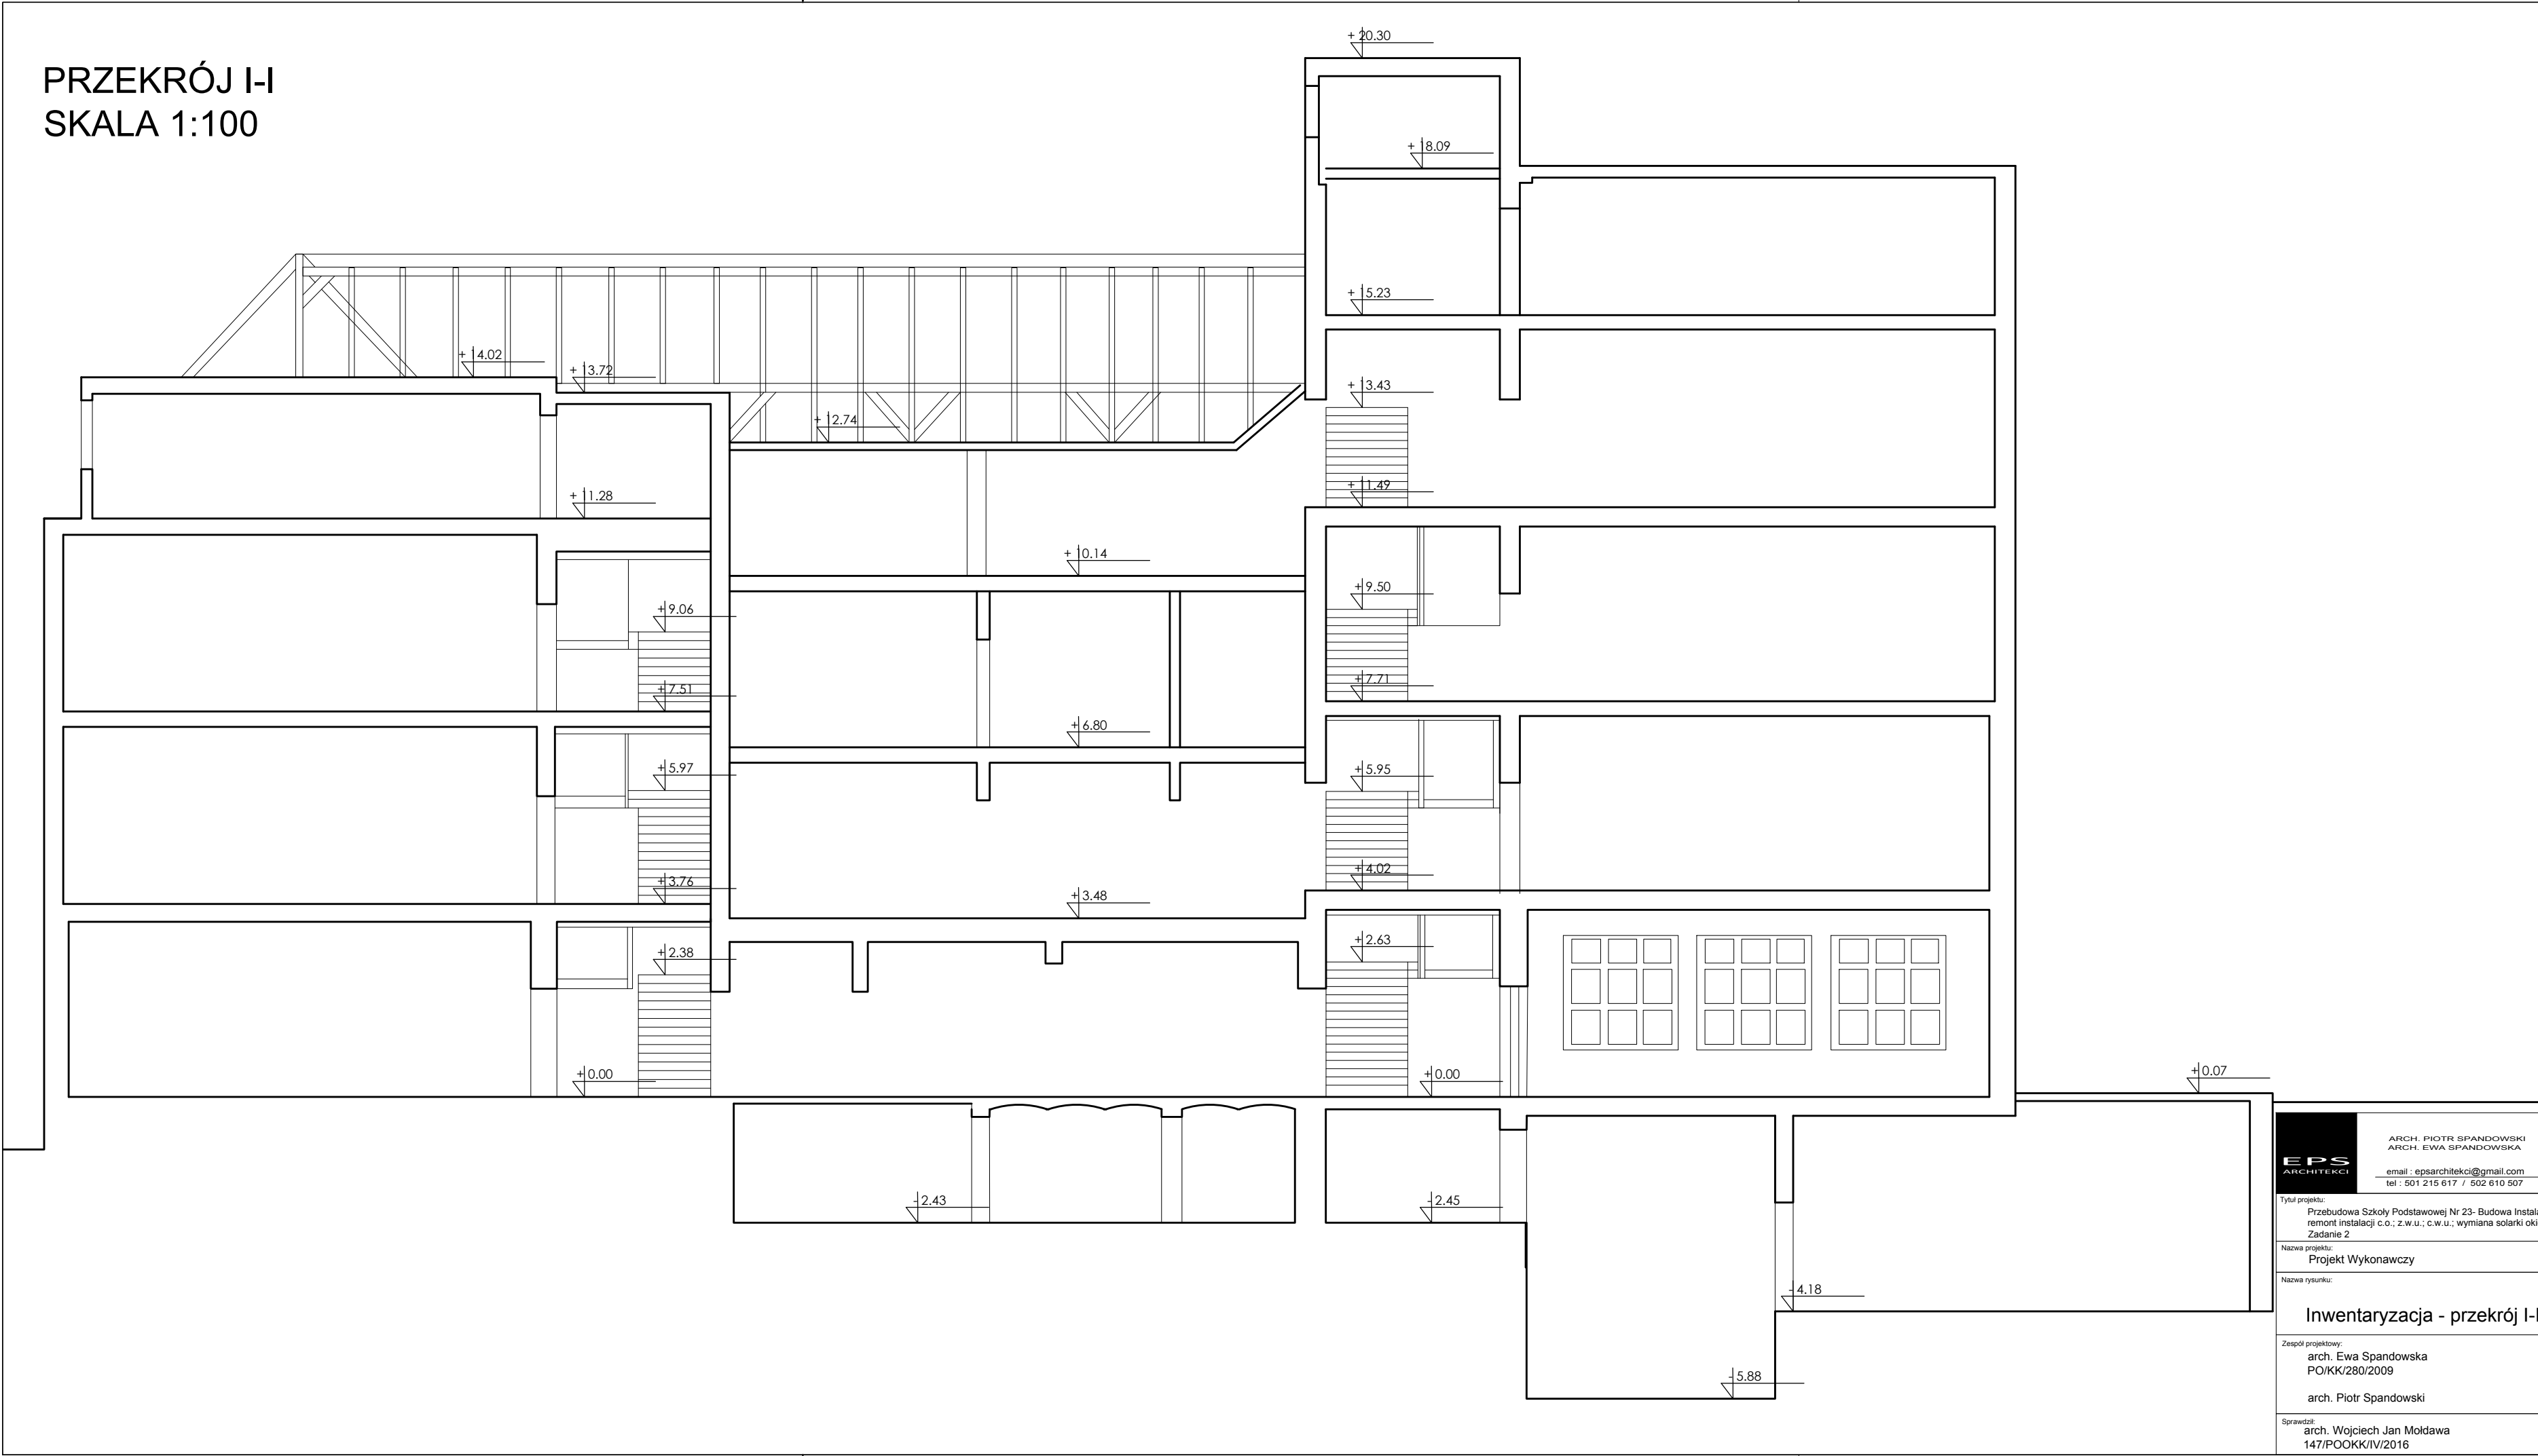 PRZEKRÓJ I-I
SKALA 1:100
+ 20.30
+ 18.09
+ 15.23
+ 14.02
+ 13.72
+ 13.43
+ 12.74
+ 11.28
+ 11.49
+ 10.14
+ 9.50
+ 9.06
+ 7.51
+ 7.71
+ 6.80
+ 5.97
+ 5.95
+ 3.76
+ 4.02
+ 3.48
+ 2.38
+ 2.63
+ 0.00
+ 0.00
+ 0.07
- 2.43
- 2.45
- 4.18
- 5.88
EPS
ARCHITEKCI
ARCH. PIOTR SPANDOWSKI
ARCH. EWA SPANDOWSKA
email : epsarchitekci@gmail.com
tel : 501 215 617 / 502 610 507
Tytuł projektu:
Przebudowa Szkoły Podstawowej Nr 23- Budowa
remont instalacji c.o.; z.w.u.; c.w.u.; wymiana solarki
Zadanie 2
Nazwa projektu:
Projekt Wykonawczy
Nazwa rysunku:
Inwentaryzacja - przekrój I-I
Zespół projektowy:
arch. Ewa Spandowska
PO/KK/280/2009
arch. Piotr Spandowski
Sprawdził:
arch. Wojciech Jan Mołdawa
147/POOKK/IV/2016